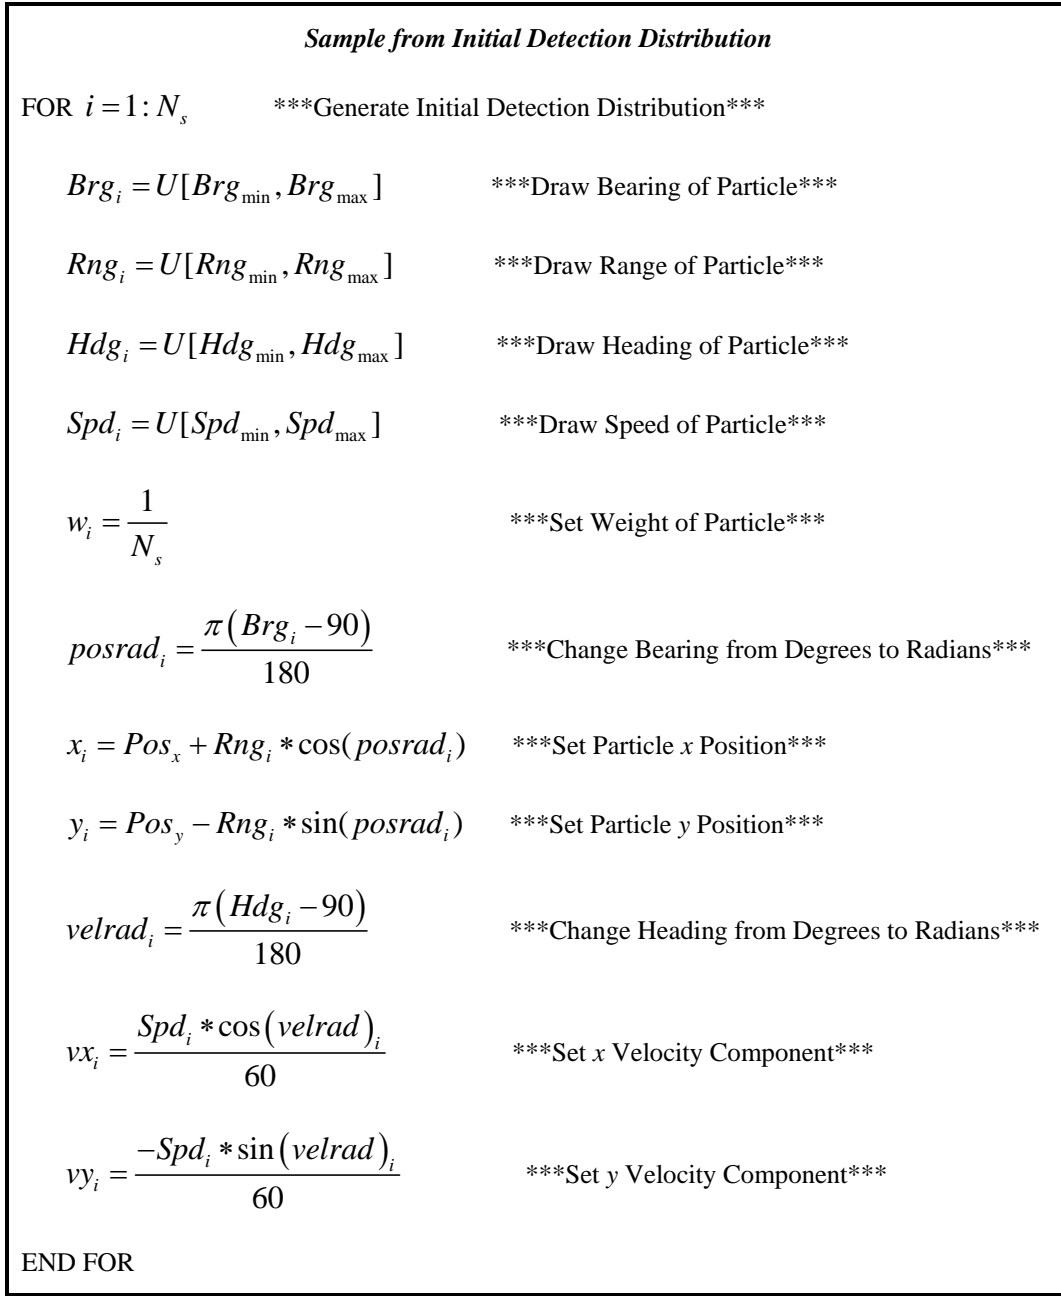 Sample from Initial Detection Distribution
FOR i = 1 : N_s ***Generate Initial Detection Distribution***
Brg_i = U[Brg_min, Brg_max] ***Draw Bearing of Particle***
Rng_i = U[Rng_min, Rng_max] ***Draw Range of Particle***
Hdg_i = U[Hdg_min, Hdg_max] ***Draw Heading of Particle***
Spd_i = U[Spd_min, Spd_max] ***Draw Speed of Particle***
w_i = \frac{1}{N_s} ***Set Weight of Particle***
posrad_i = \frac{π(Brg_i − 90)}{180} ***Change Bearing from Degrees to Radians***
x_i = Pos_x + Rng_i * cos(posrad_i) ***Set Particle x Position***
y_i = Pos_y − Rng_i * sin(posrad_i) ***Set Particle y Position***
velrad_i = \frac{π(Hdg_i − 90)}{180} ***Change Heading from Degrees to Radians***
vx_i = \frac{Spd_i * cos(velrad)_i}{60} ***Set x Velocity Component***
vy_i = \frac{−Spd_i * sin(velrad)_i}{60} ***Set y Velocity Component***
END FOR